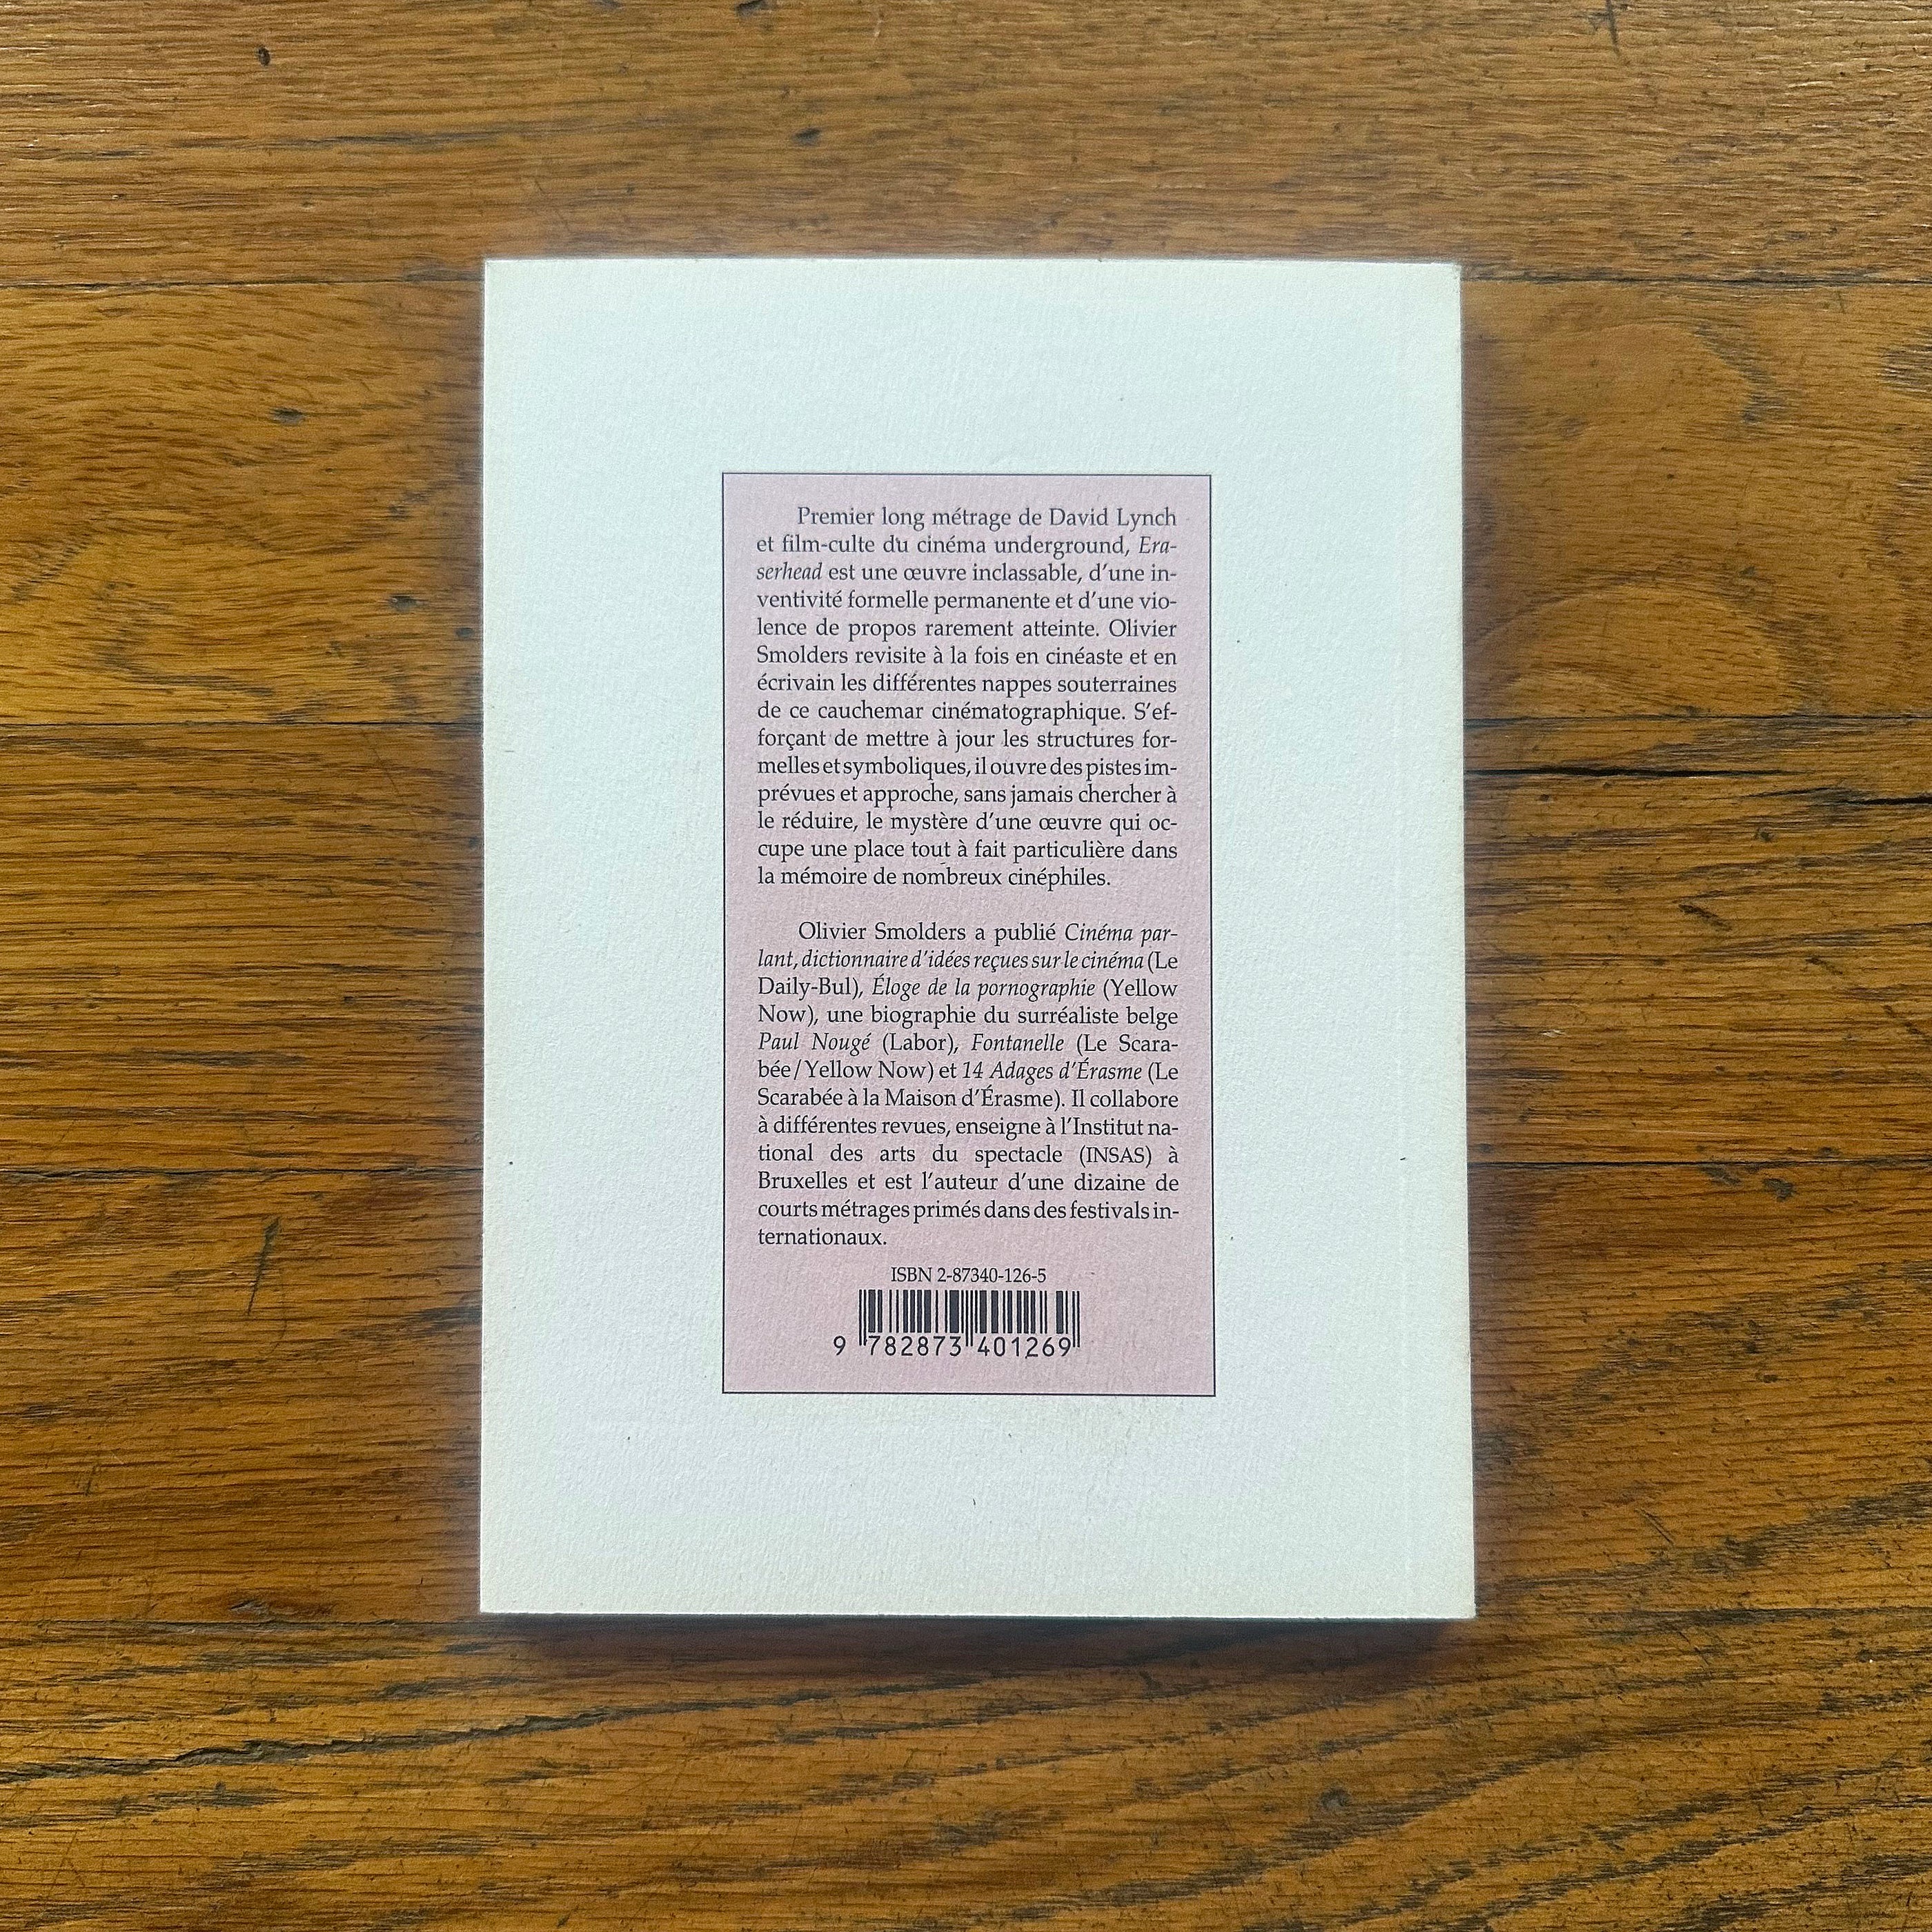 Premier long métrage de David Lynch
et film-culte du cinéma underground, Era-
serhead est une œuvre inclassable, d'une in-
ventivité formelle permanente et d'une vio-
lence de propos rarement atteinte. Olivier
Smolders revisite à la fois en cinéaste et en
écrivain les différentes nappes souterraines
de ce cauchemar cinématographique. S'ef-
forçant de mettre à jour les structures for-
melles et symboliques, il ouvre des pistes im-
prévues et approche, sans jamais chercher à
le réduire, le mystère d'une œuvre qui oc-
cupe une place tout à fait particulière dans
la mémoire de nombreux cinéphiles.
Olivier Smolders a publié Cinéma par-
lant, dictionnaire d'idées reçues sur le cinéma (Le
Daily-Bul), Éloge de la pornographie (Yellow
Now), une biographie du surréaliste belge
Paul Nougé (Labor), Fontanelle (Le Scara-
bée/Yellow Now) et 14 Adages d'Érasme (Le
Scarabée à la Maison d'Érasme). Il collabore
à différentes revues, enseigne à l'Institut na-
tional des arts du spectacle (INSAS) à
Bruxelles et est l'auteur d'une dizaine de
courts métrages primés dans des festivals in-
ternationaux.
ISBN 2-87340-126-5
9 782873 401269